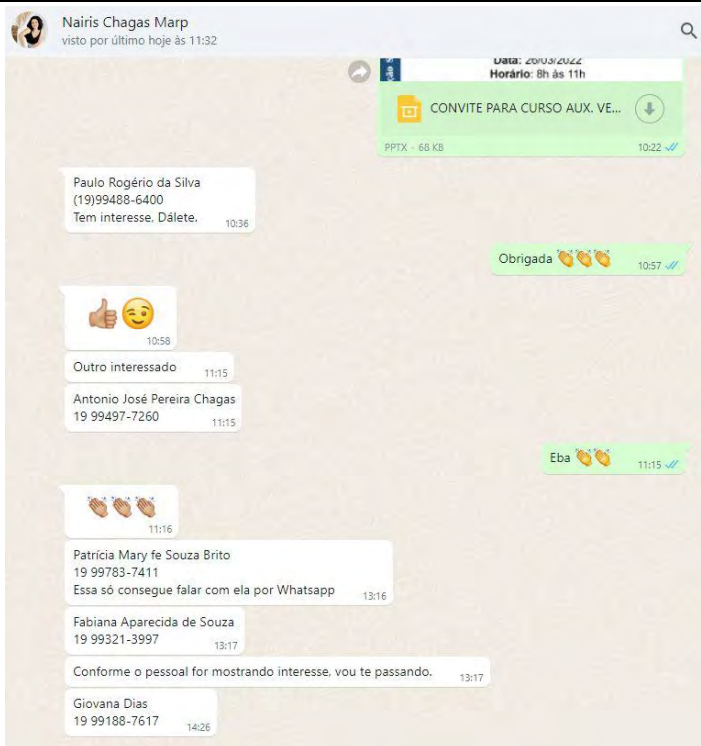 Nairis Chagas Marp
visto por último hoje às 11:32
Data: 26/03/2022
Horário: 8h às 11h
CONVITE PARA CURSO AUX. VE...
PPTX - 68 KB
10:22
Paulo Rogério da Silva
(19)99488-6400
Tem interesse, Dálete.
10:36
Obrigada 👏👏👏
10:57
👍😉
10:58
Outro interessado
11:15
Antonio José Pereira Chagas
19 99497-7260
11:15
Eba 👏👏
11:15
👏👏👏
11:16
Patrícia Mary fe Souza Brito
19 99783-7411
Essa só consegue falar com ela por Whatsapp
13:16
Fabiana Aparecida de Souza
19 99321-3997
13:17
Conforme o pessoal for mostrando interesse, vou te passando.
13:17
Giovana Dias
19 99188-7617
14:26